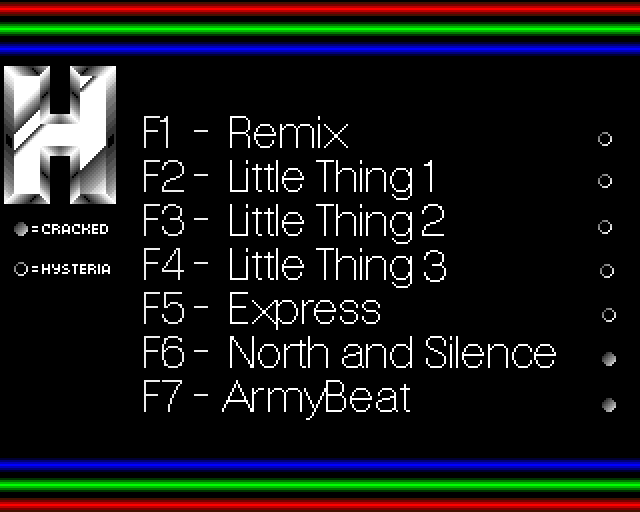 H
F1 - Remix
F2 - Little Thing 1
F3 - Little Thing 2
=CRACKED
F4 - Little Thing 3
=HYSTERIA
F5 - Express
F6 - North and Silence
F7 - ArmyBeat